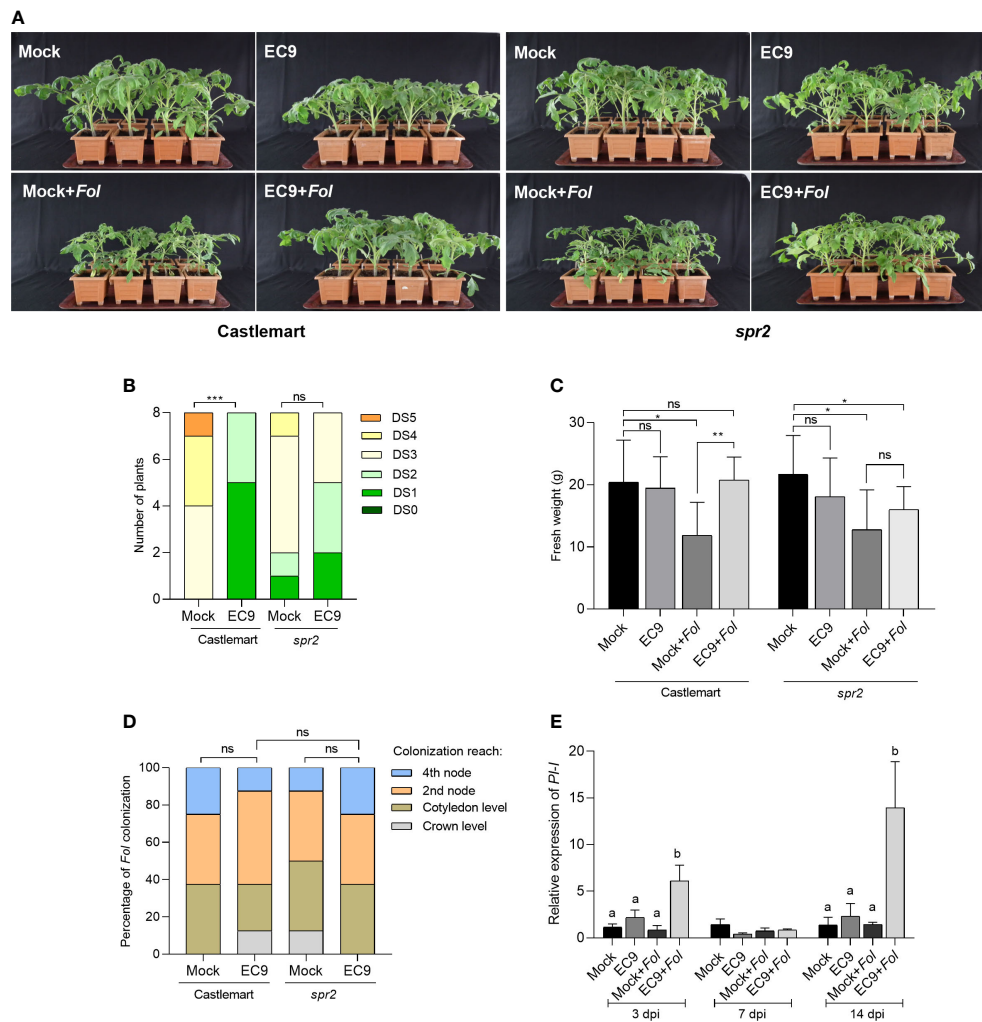 A
Mock
EC9
Mock
EC9
Mock+Fol
EC9+Fol
Mock+Fol
EC9+Fol
Castlemart
spr2
B
***
ns
8
6
4
2
0
Number of plants
Mock
EC9
Mock
EC9
Castlemart
spr2
DS5
DS4
DS3
DS2
DS1
DS0
C
ns
*
ns
**
*
*
ns
ns
30
20
10
0
Fresh weight (g)
Mock
EC9
Mock+Fol
EC9+Fol
Mock
EC9
Mock+Fol
EC9+Fol
Castlemart
spr2
D
ns
ns
ns
100
80
60
40
20
0
Percentage of Fol colonization
Mock
EC9
Mock
EC9
Castlemart
spr2
Colonization reach:
4th node
2nd node
Cotyledon level
Crown level
E
20
15
10
5
0
Relative expression of PI-I
a
a
a
b
a
a
a
b
Mock
EC9
Mock+Fol
EC9+Fol
Mock
EC9
Mock+Fol
EC9+Fol
Mock
EC9
Mock+Fol
EC9+Fol
3 dpi
7 dpi
14 dpi